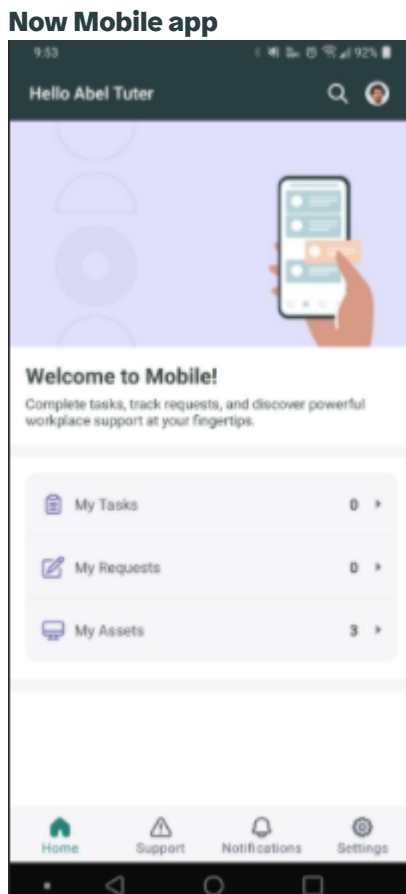 Now Mobile app
9:53 92%
Hello Abel Tuter
Welcome to Mobile!
Complete tasks, track requests, and discover powerful
workplace support at your fingertips.
My Tasks 0
My Requests 0
My Assets 3
Home Support Notifications Settings